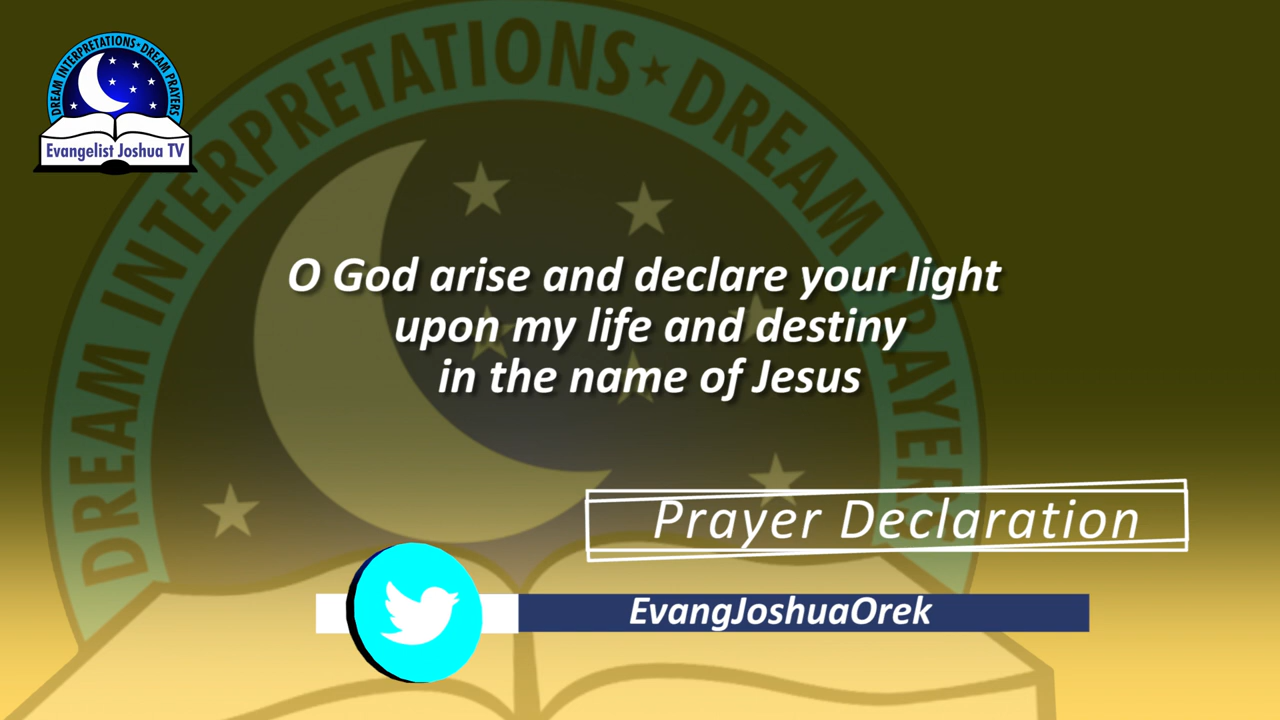 DREAM INTERPRETATIONS • DREAM PRAYERS
Evangelist Joshua TV
DREAM INTERPRETATIONS ★ DREAM PRAYER
O God arise and declare your light
upon my life and destiny
in the name of Jesus
Prayer Declaration
EvangJoshuaOrek